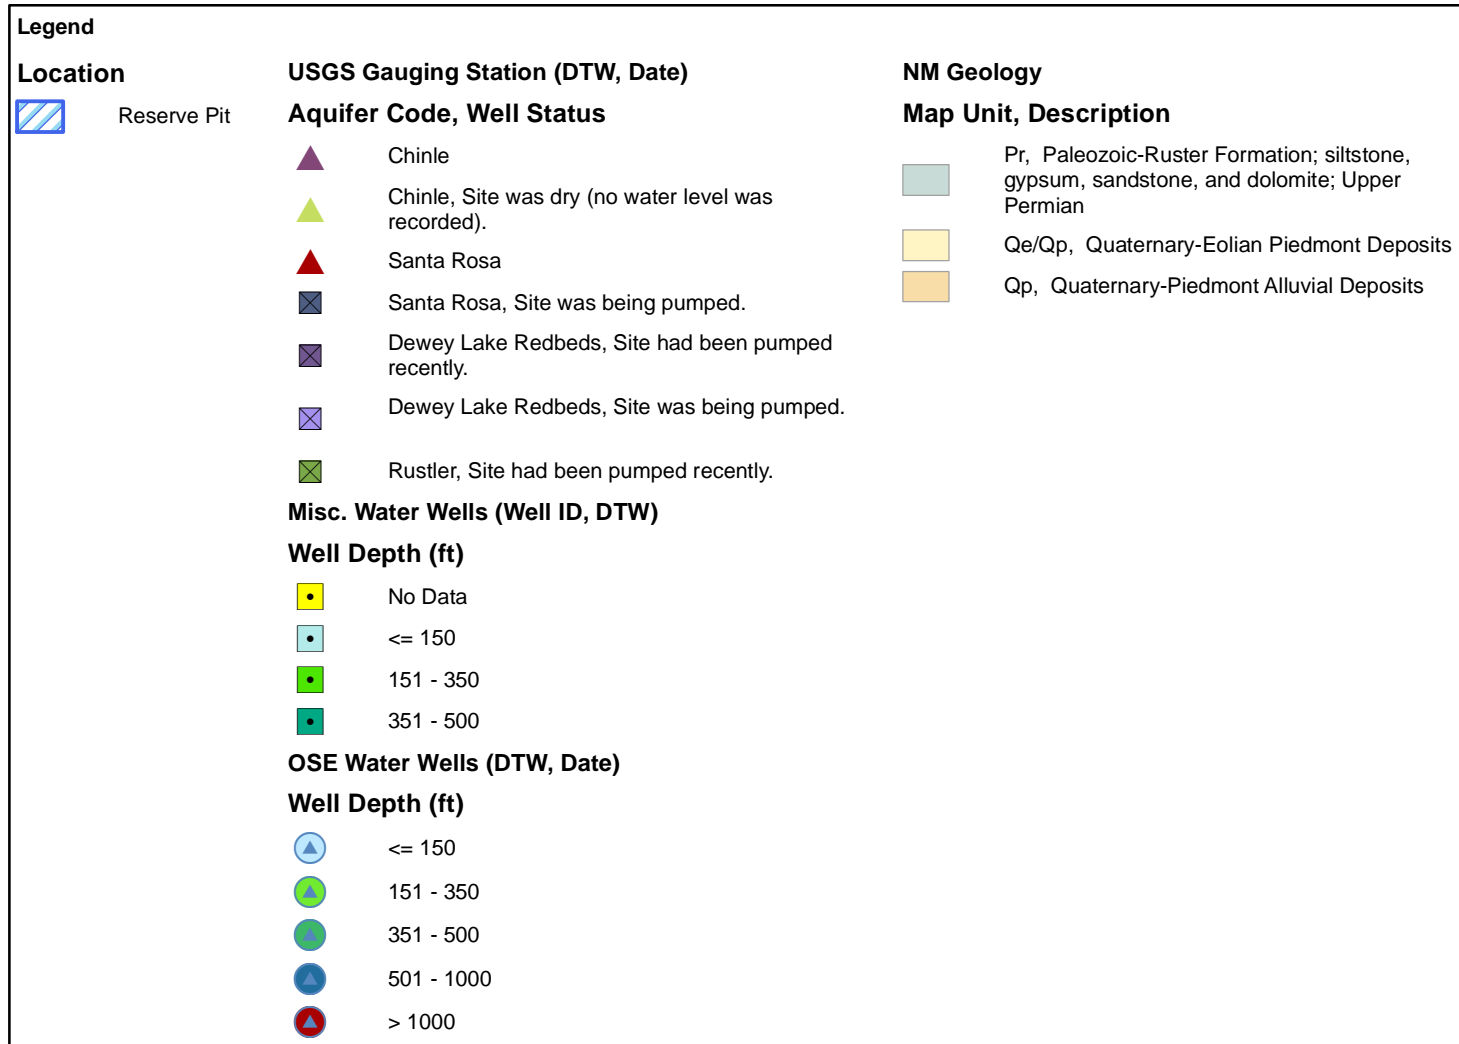 Legend
Location
Reserve Pit
USGS Gauging Station (DTW, Date)
Aquifer Code, Well Status
Chinle
Chinle, Site was dry (no water level was
recorded).
Santa Rosa
Santa Rosa, Site was being pumped.
Dewey Lake Redbeds, Site had been pumped
recently.
Dewey Lake Redbeds, Site was being pumped.
Rustler, Site had been pumped recently.
Misc. Water Wells (Well ID, DTW)
Well Depth (ft)
No Data
<= 150
151 - 350
351 - 500
OSE Water Wells (DTW, Date)
Well Depth (ft)
<= 150
151 - 350
351 - 500
501 - 1000
> 1000
NM Geology
Map Unit, Description
Pr,  Paleozoic-Ruster Formation; siltstone,
gypsum, sandstone, and dolomite; Upper
Permian
Qe/Qp,  Quaternary-Eolian Piedmont Deposits
Qp,  Quaternary-Piedmont Alluvial Deposits